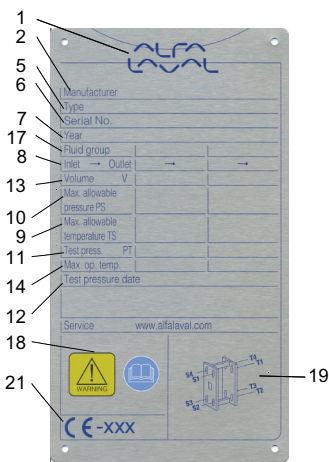 1
2
5
6
7
17
8
13
10
9
11
14
12
18
21
19
ALFA
LAVAL
Manufacturer
Type
Serial No.
Year
Fluid group
Inlet → Outlet → →
Volume V
Max. allowable
pressure PS
Max. allowable
temperature TS
Test press. PT
Max. op. temp.
Test pressure date
Service www.alfalaval.com
WARNING
S4
S1
S3
S2
T4
T1
T3
T2
CE-xxx